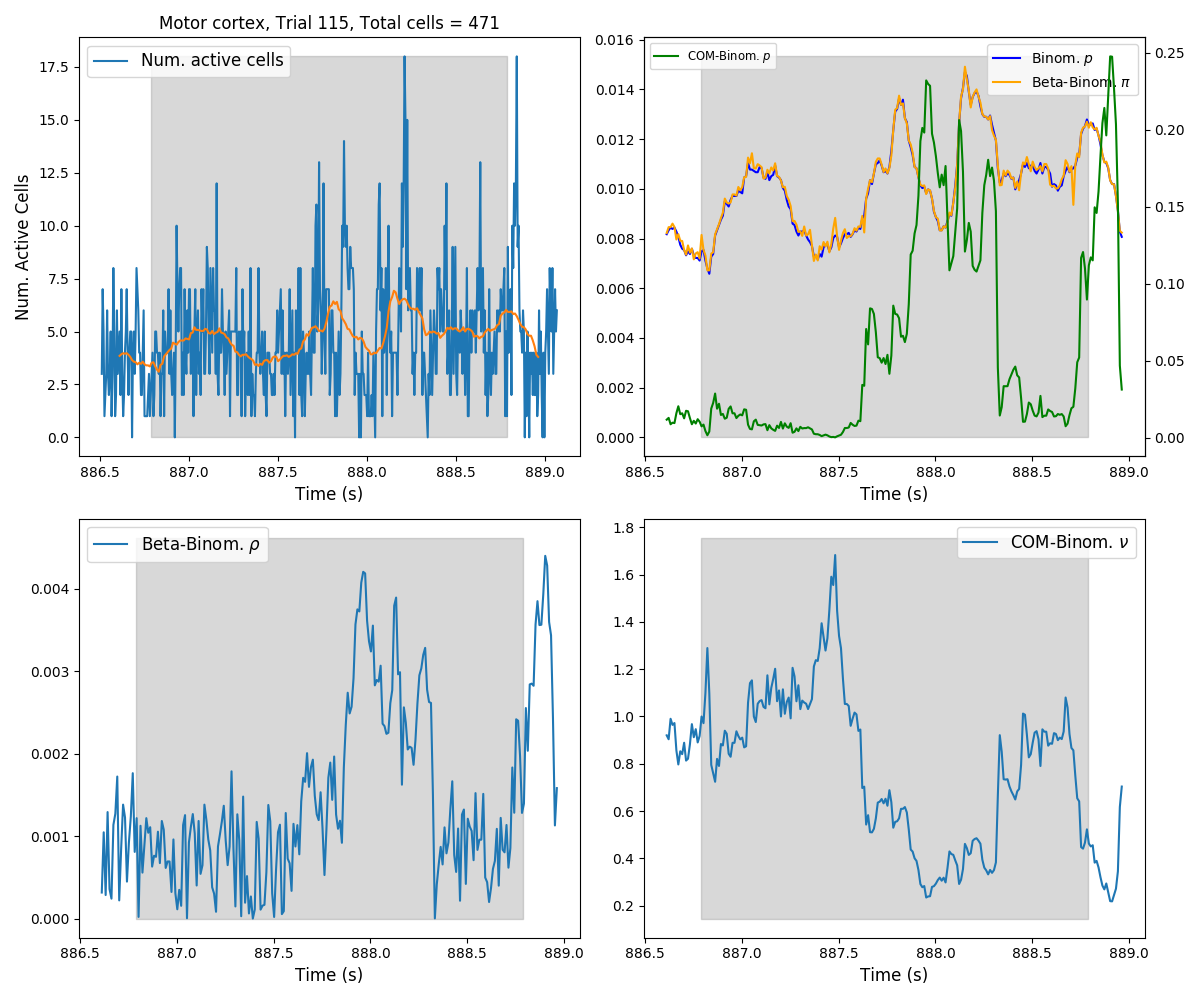 Motor cortex, Trial 115, Total cells = 471
Num. active cells
17.5
15.0
12.5
10.0
7.5
5.0
2.5
0.0
Num. Active Cells
886.5 887.0 887.5 888.0 888.5 889.0
Time (s)
COM-Binom. p
Binom. p
Beta-Binom. π
0.016
0.014
0.012
0.010
0.008
0.006
0.004
0.002
0.000
0.25
0.20
0.15
0.10
0.05
0.00
886.5 887.0 887.5 888.0 888.5 889.0
Time (s)
Beta-Binom. ρ
0.004
0.003
0.002
0.001
0.000
886.5 887.0 887.5 888.0 888.5 889.0
Time (s)
COM-Binom. ν
1.8
1.6
1.4
1.2
1.0
0.8
0.6
0.4
0.2
886.5 887.0 887.5 888.0 888.5 889.0
Time (s)